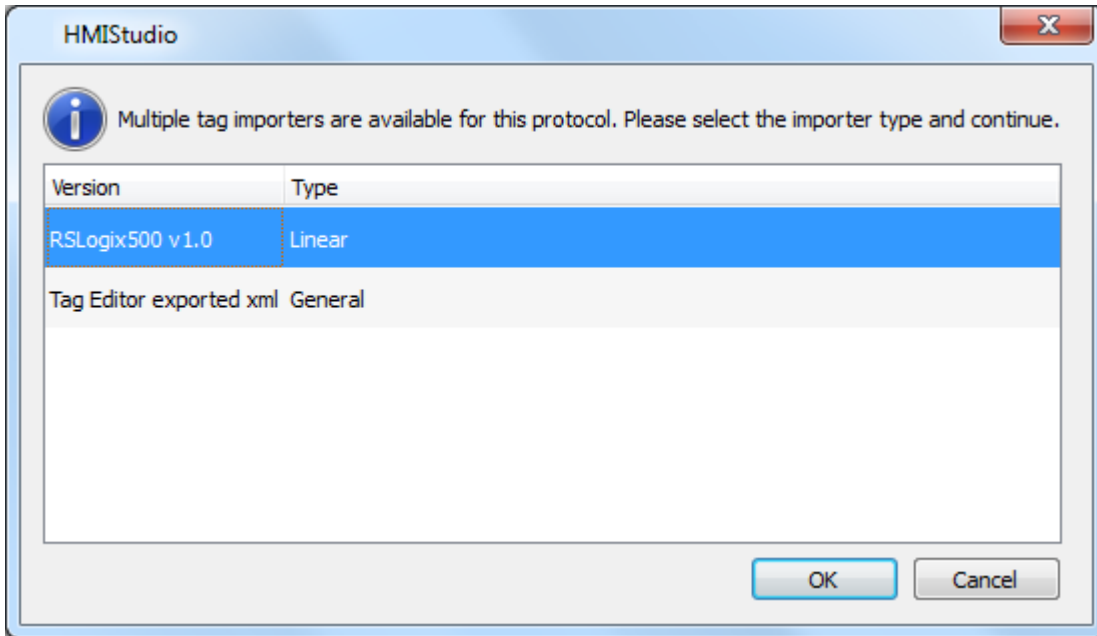 HMIStudio
Multiple tag importers are available for this protocol. Please select the importer type and continue.
Version Type
RSLogix500 v1.0 Linear
Tag Editor exported xml General
OK Cancel